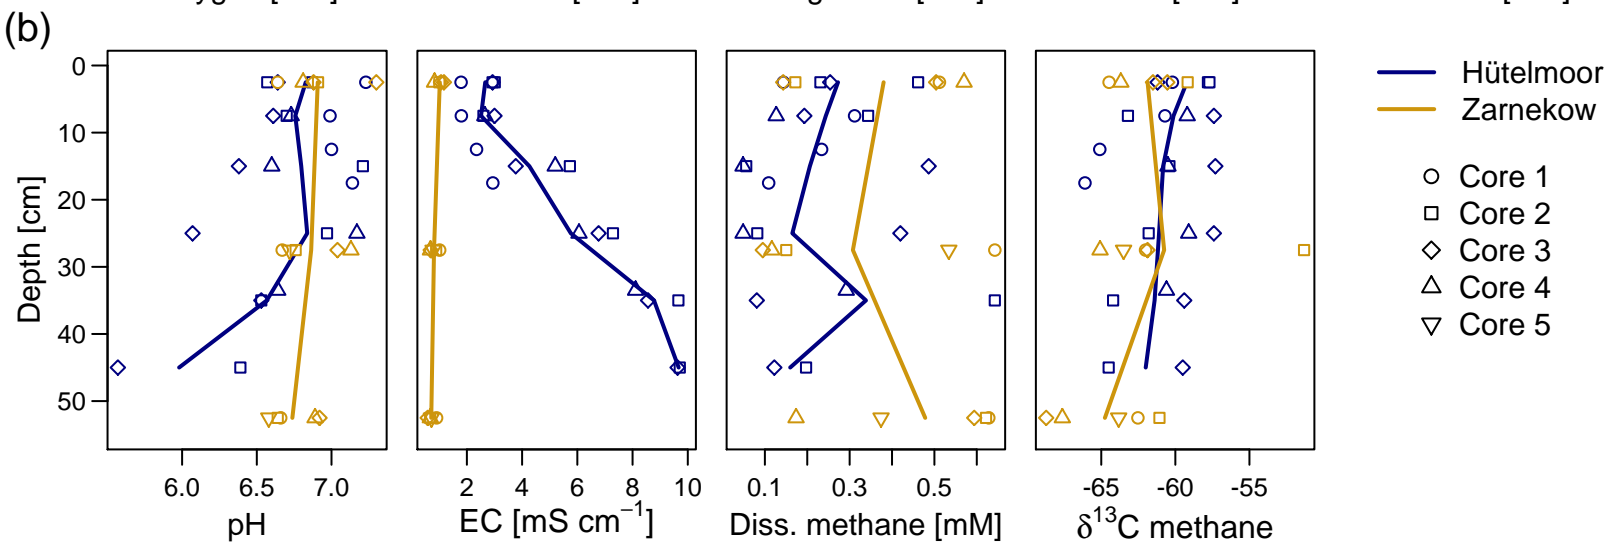 (b)
0
10
20
30
40
50
Depth [cm]
6.0 6.5 7.0
pH
2 4 6 8 10
EC [mS cm⁻¹]
0.1 0.3 0.5
Diss. methane [mM]
-65 -60 -55
δ¹³C methane
Hütelmoor
Zarnekow
Core 1
Core 2
Core 3
Core 4
Core 5